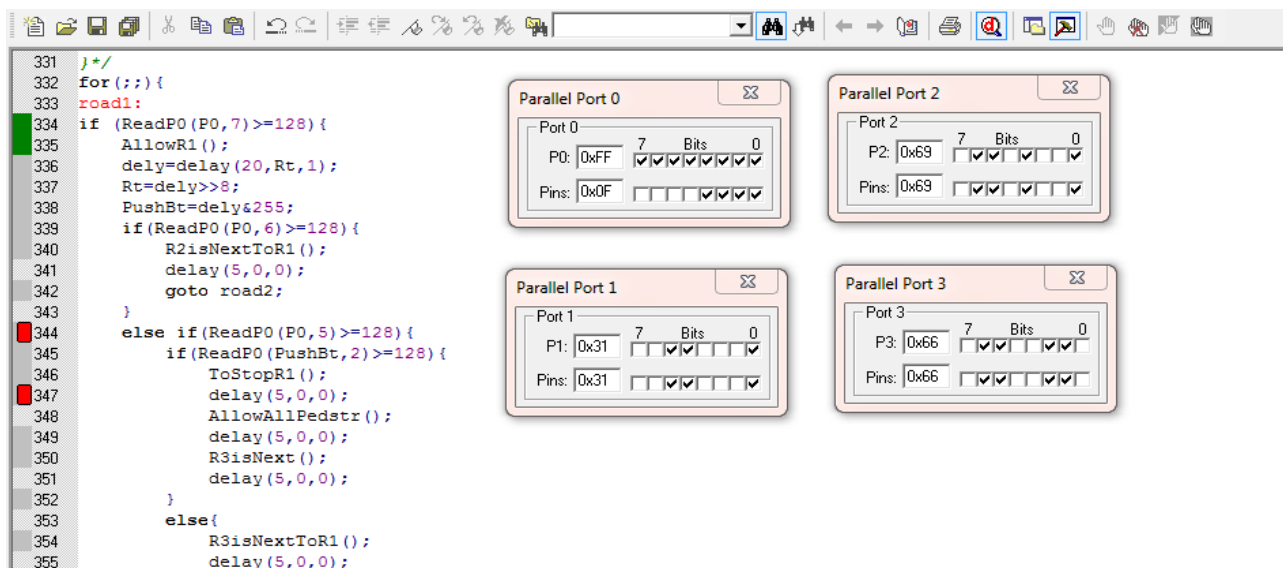 331 }*/
332 for(;;){
333 road1:
334 if (ReadP0(P0,7)>=128){
335 AllowR1();
336 dely=delay(20,Rt,1);
337 Rt=dely>>8;
338 PushBt=dely&255;
339 if(ReadP0(P0,6)>=128){
340 R2isNextToR1();
341 delay(5,0,0);
342 goto road2;
343 }
344 else if(ReadP0(P0,5)>=128){
345 if(ReadP0(PushBt,2)>=128){
346 ToStopR1();
347 delay(5,0,0);
348 AllowAllPedstr();
349 delay(5,0,0);
350 R3isNext();
351 delay(5,0,0);
352 }
353 else{
354 R3isNextToR1();
355 delay(5,0,0);
Parallel Port 0
Port 0
7 Bits 0
P0: 0xFF
Pins: 0x0F
Parallel Port 2
Port 2
7 Bits 0
P2: 0x69
Pins: 0x69
Parallel Port 1
Port 1
7 Bits 0
P1: 0x31
Pins: 0x31
Parallel Port 3
Port 3
7 Bits 0
P3: 0x66
Pins: 0x66